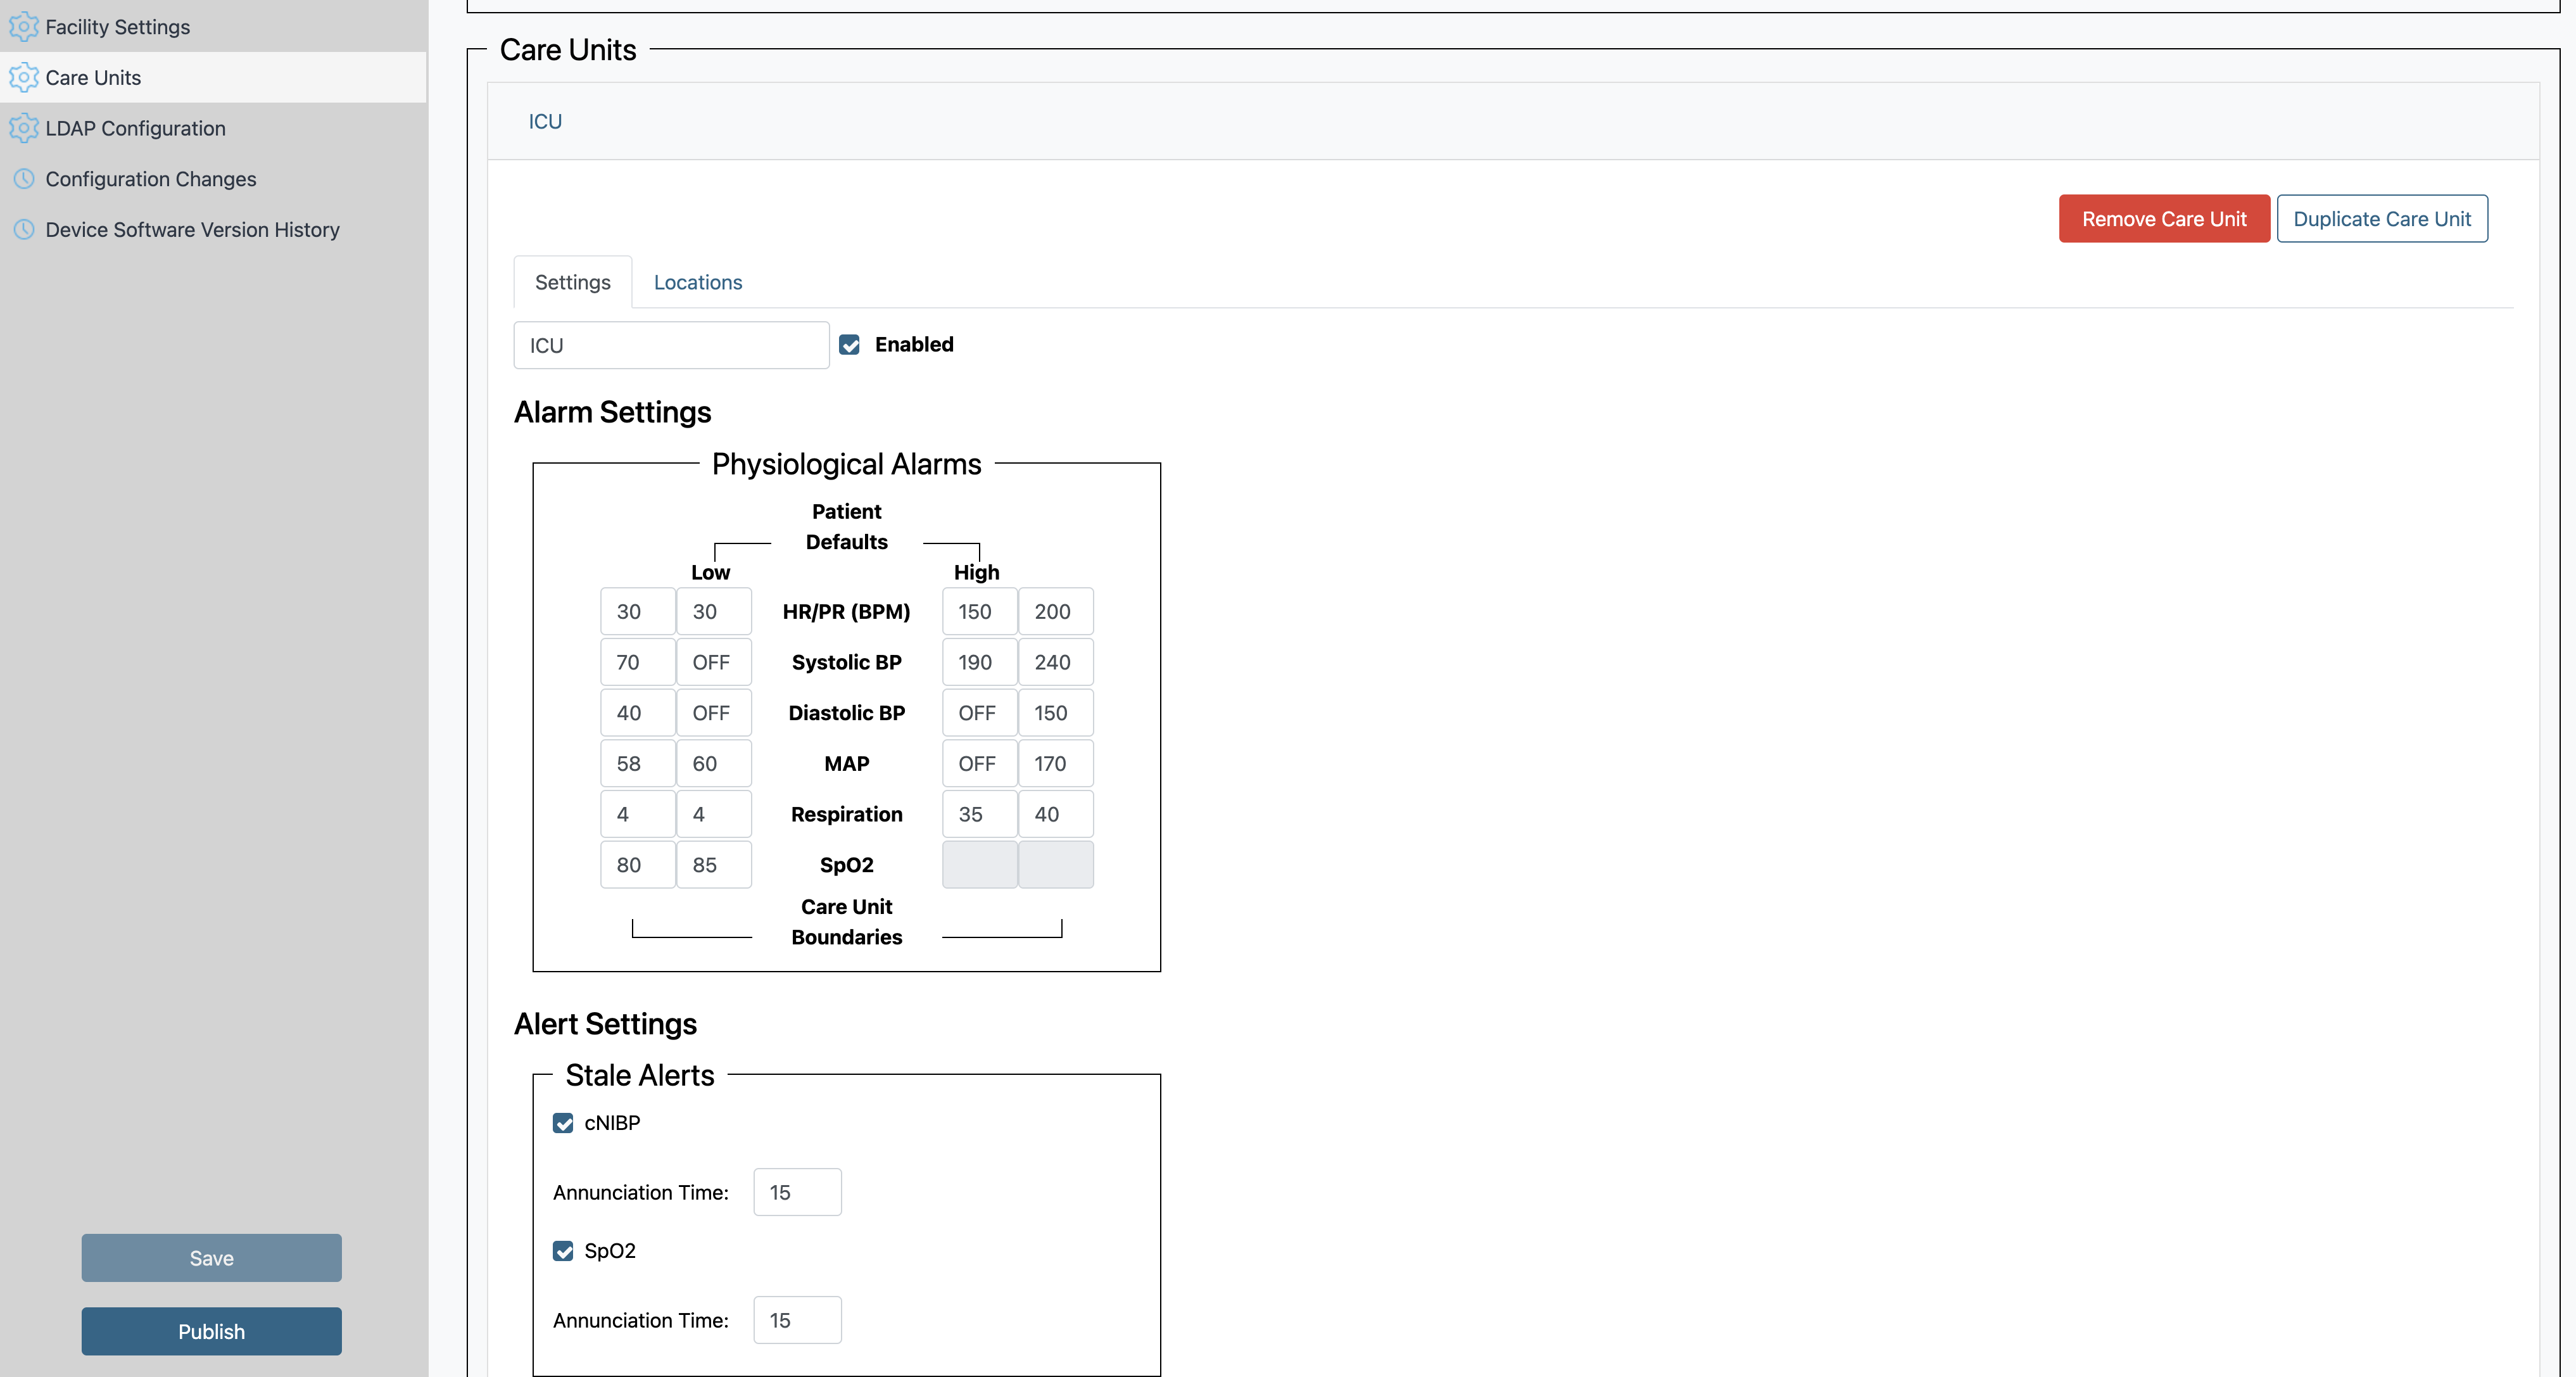 Facility Settings
Care Units
LDAP Configuration
Configuration Changes
Device Software Version History
Save
Publish
Care Units
ICU
Remove Care Unit
Duplicate Care Unit
Settings
Locations
ICU
Enabled
Alarm Settings
Physiological Alarms
Patient
Defaults
Low
High
30 30 HR/PR (BPM) 150 200
70 OFF Systolic BP 190 240
40 OFF Diastolic BP OFF 150
58 60 MAP OFF 170
4 4 Respiration 35 40
80 85 SpO2
Care Unit
Boundaries
Alert Settings
Stale Alerts
cNIBP
Annunciation Time: 15
SpO2
Annunciation Time: 15